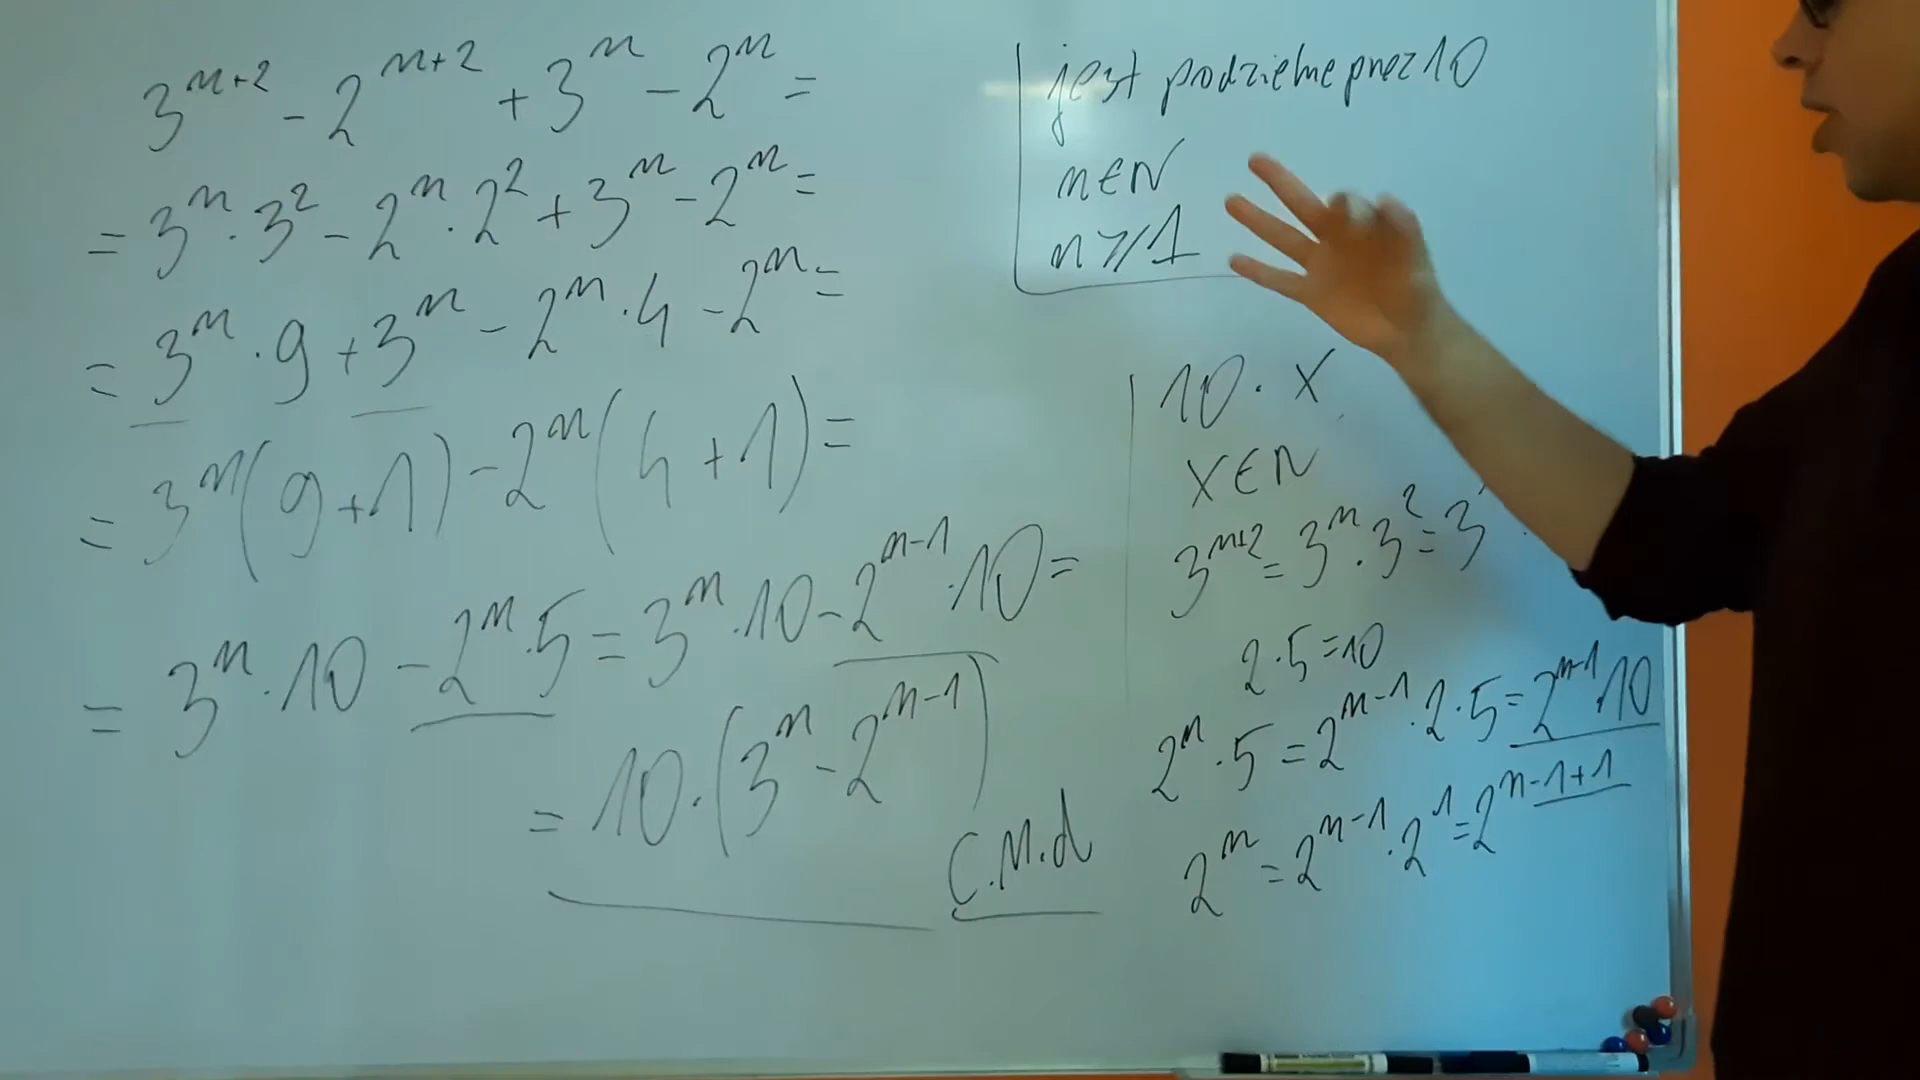 3^{n+2} - 2^{n+2} + 3^n - 2^n =
= 3^n · 3^2 - 2^n · 2^2 + 3^n - 2^n =
= 3^n · 9 + 3^n - 2^n · 4 - 2^n =
= 3^n (9+1) - 2^n (4+1) =
= 3^n · 10 - 2^n · 5 = 3^n · 10 - 2^{n-1} · 10 =
= 10 · (3^n - 2^{n-1})
C.N.d
jest podzielne przez 10
n∈N
n⩾1
10 · x
x∈N
3^{n+2} = 3^n · 3^2 = 3
2·5=10
2^n · 5 = 2^{n-1} · 2 · 5 = 2^{n-1} 10
2^n = 2^{n-1} · 2^1 = 2^{n-1+1}